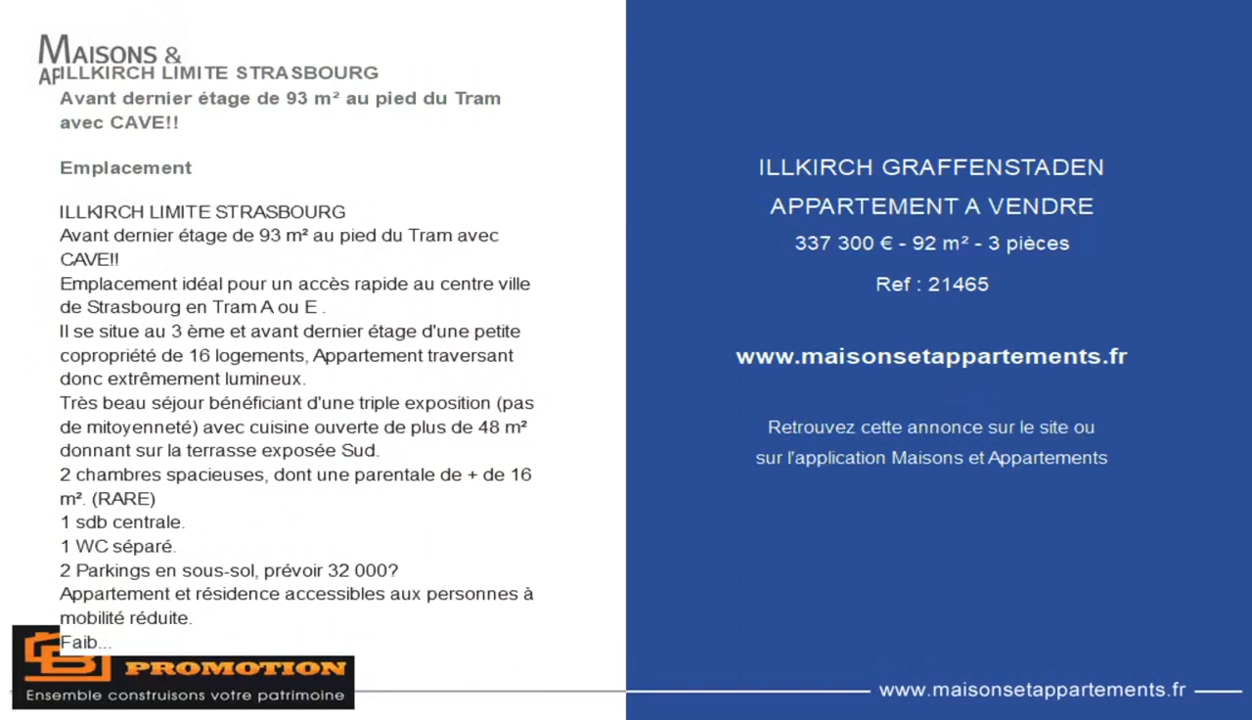 MAISONS &
AP
ILLKIRCH LIMITE STRASBOURG
Avant dernier étage de 93 m² au pied du Tram
avec CAVE!!
Emplacement
ILLKIRCH LIMITE STRASBOURG
Avant dernier étage de 93 m² au pied du Tram avec
CAVE!!
Emplacement idéal pour un accès rapide au centre ville
de Strasbourg en Tram A ou E .
Il se situe au 3 ème et avant dernier étage d'une petite
copropriété de 16 logements, Appartement traversant
donc extrêmement lumineux.
Très beau séjour bénéficiant d'une triple exposition (pas
de mitoyenneté) avec cuisine ouverte de plus de 48 m²
donnant sur la terrasse exposée Sud.
2 chambres spacieuses, dont une parentale de + de 16
m². (RARE)
1 sdb centrale.
1 WC séparé.
2 Parkings en sous-sol, prévoir 32 000?
Appartement et résidence accessibles aux personnes à
mobilité réduite.
Faib...
PROMOTION
Ensemble construisons votre patrimoine
ILLKIRCH GRAFFENSTADEN
APPARTEMENT A VENDRE
337 300 € - 92 m² - 3 pièces
Ref : 21465
www.maisonsetappartements.fr
Retrouvez cette annonce sur le site ou
sur l'application Maisons et Appartements
www.maisonsetappartements.fr